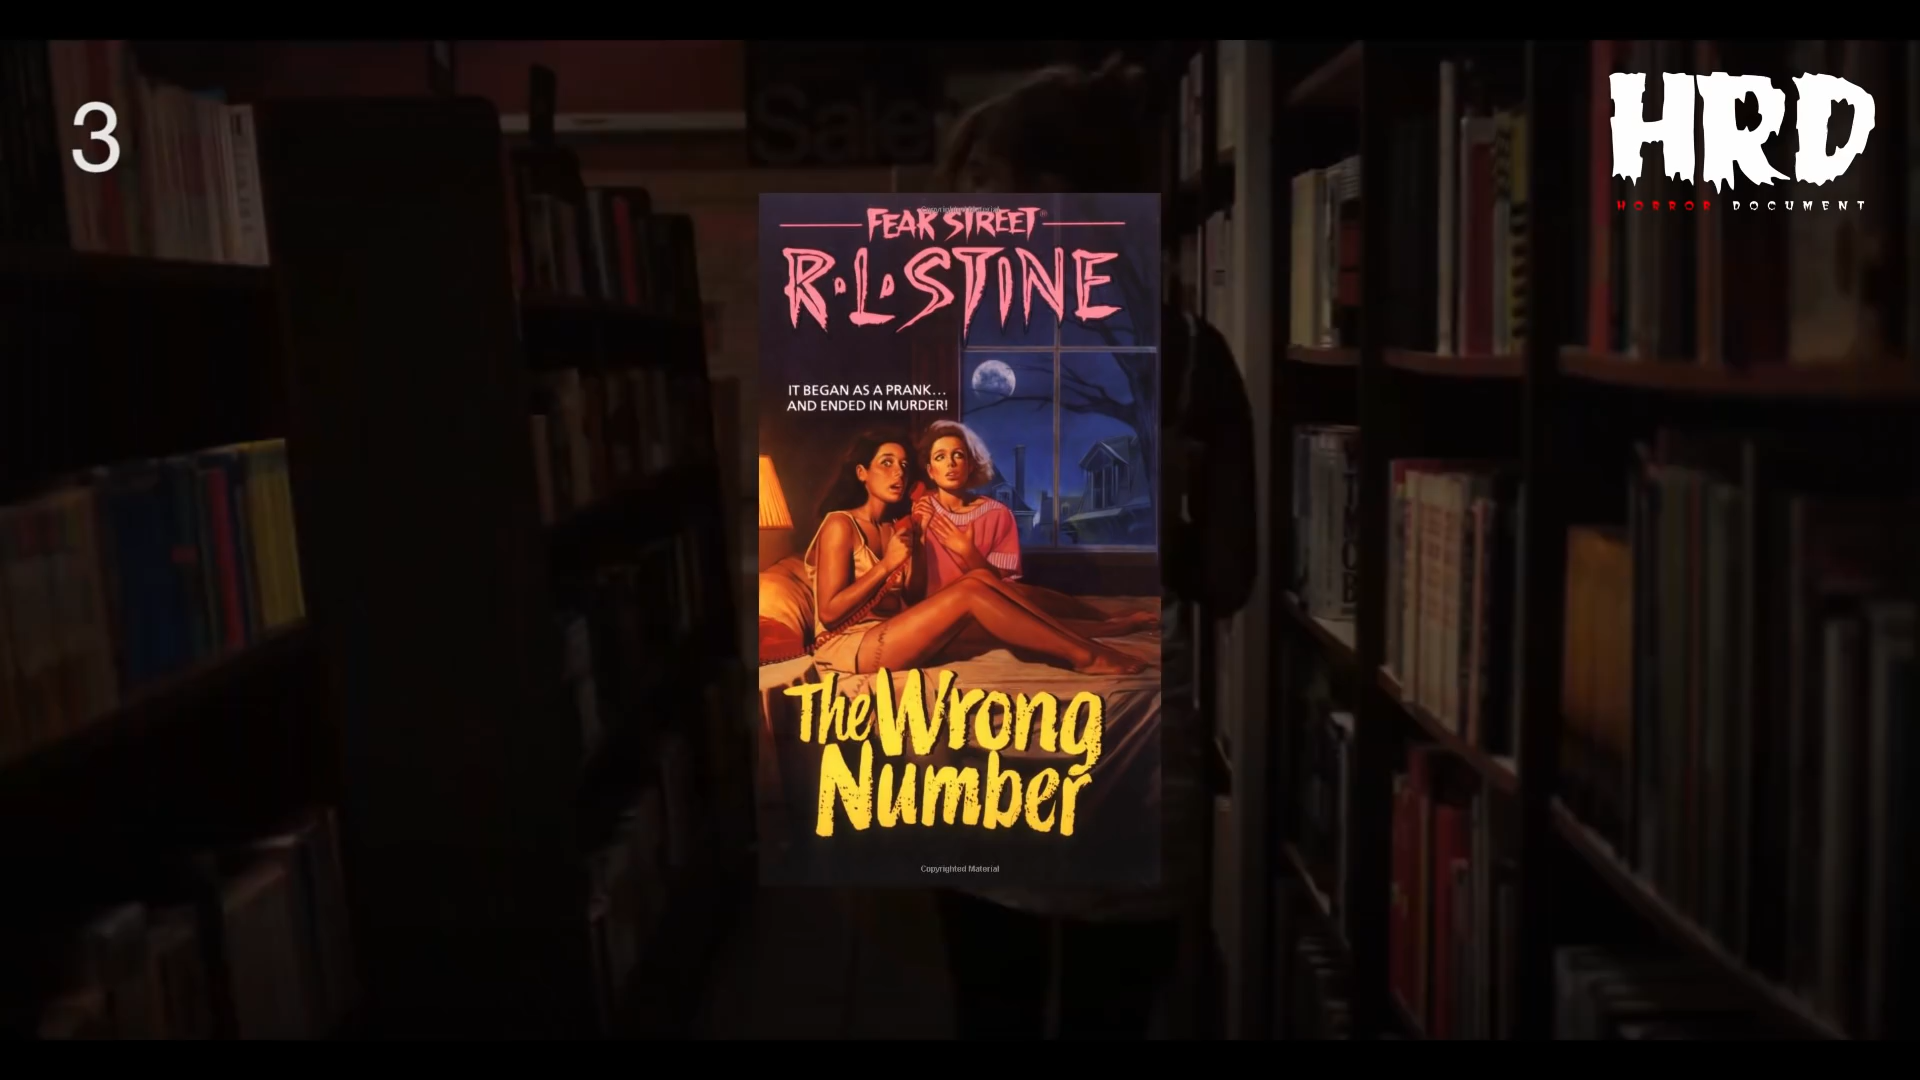 3
Sale
HRD
HORROR DOCUMENT
FEAR STREET®
R.L.STINE
IT BEGAN AS A PRANK...
AND ENDED IN MURDER!
The Wrong
Number
Copyrighted Material